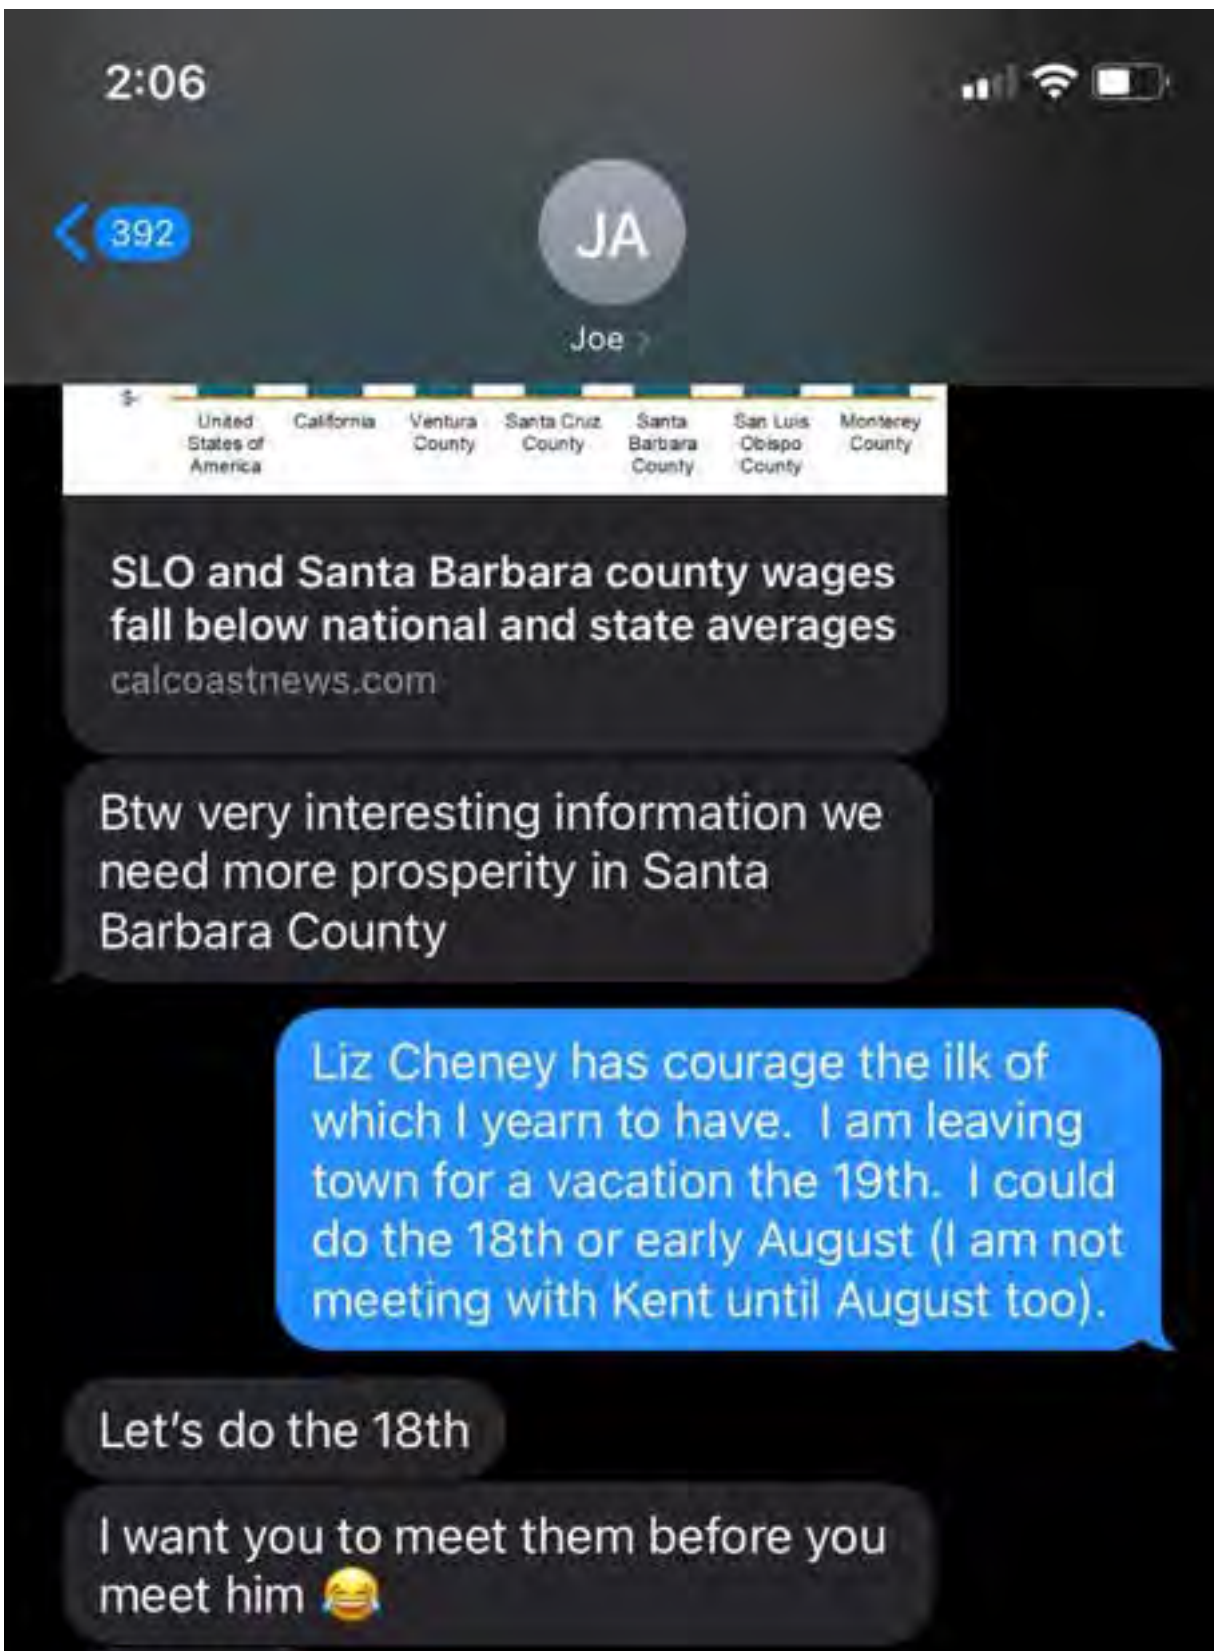 2:06
392
JA
Joe
$-
United States of America
California
Ventura County
Santa Cruz County
Santa Barbara County
San Luis Obispo County
Monterey County
SLO and Santa Barbara county wages
fall below national and state averages
calcoastnews.com
Btw very interesting information we
need more prosperity in Santa
Barbara County
Liz Cheney has courage the ilk of
which I yearn to have.  I am leaving
town for a vacation the 19th.  I could
do the 18th or early August (I am not
meeting with Kent until August too).
Let's do the 18th
I want you to meet them before you
meet him 😂